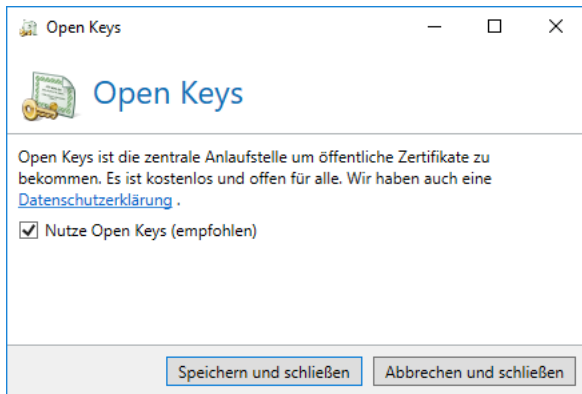 Open Keys
Open Keys
Open Keys ist die zentrale Anlaufstelle um öffentliche Zertifikate zu
bekommen. Es ist kostenlos und offen für alle. Wir haben auch eine
Datenschutzerklärung .
Nutze Open Keys (empfohlen)
Speichern und schließen Abbrechen und schließen